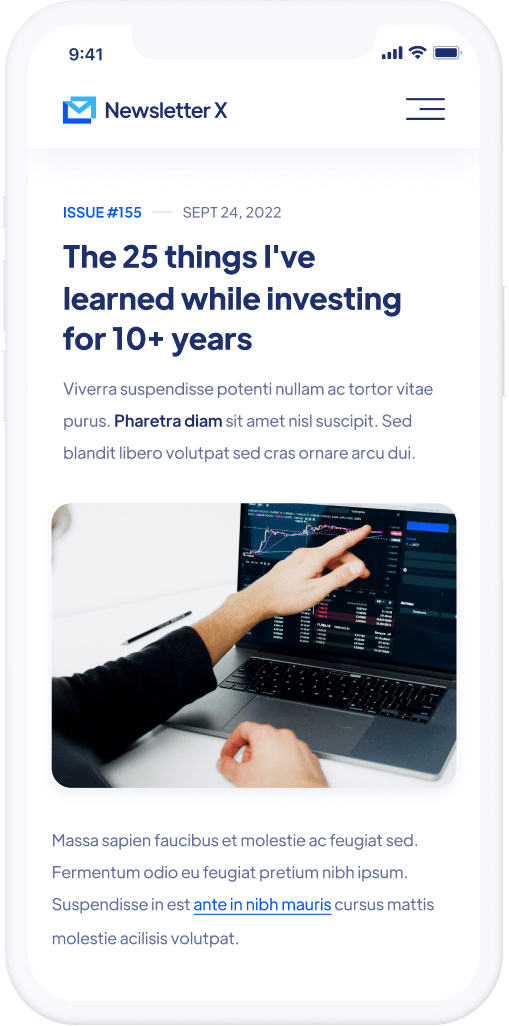 9:41
Newsletter X
ISSUE #155 — SEPT 24, 2022
The 25 things I've
learned while investing
for 10+ years
Viverra suspendisse potenti nullam ac tortor vitae
purus. Pharetra diam sit amet nisl suscipit. Sed
blandit libero volutpat sed cras ornare arcu dui.
Massa sapien faucibus et molestie ac feugiat sed.
Fermentum odio eu feugiat pretium nibh ipsum.
Suspendisse in est ante in nibh mauris cursus mattis
molestie acilisis volutpat.